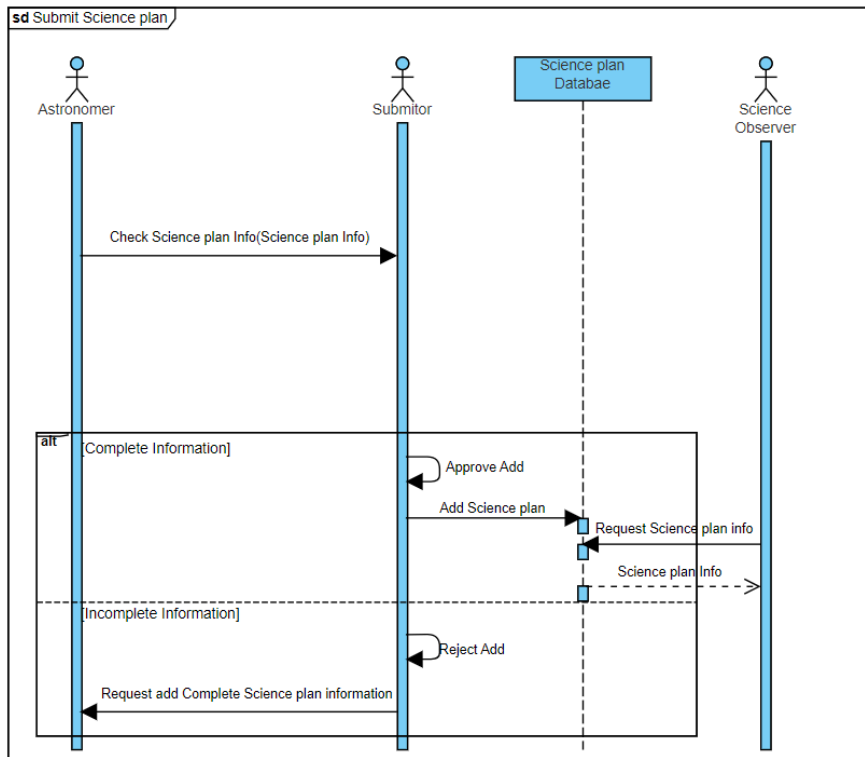 sd Submit Science plan
Astronomer
Submitor
Science plan
Databae
Science
Observer
Check Science plan Info(Science plan Info)
alt
[Complete Information]
Approve Add
Add Science plan
Request Science plan info
Science plan Info
[Incomplete Information]
Reject Add
Request add Complete Science plan information